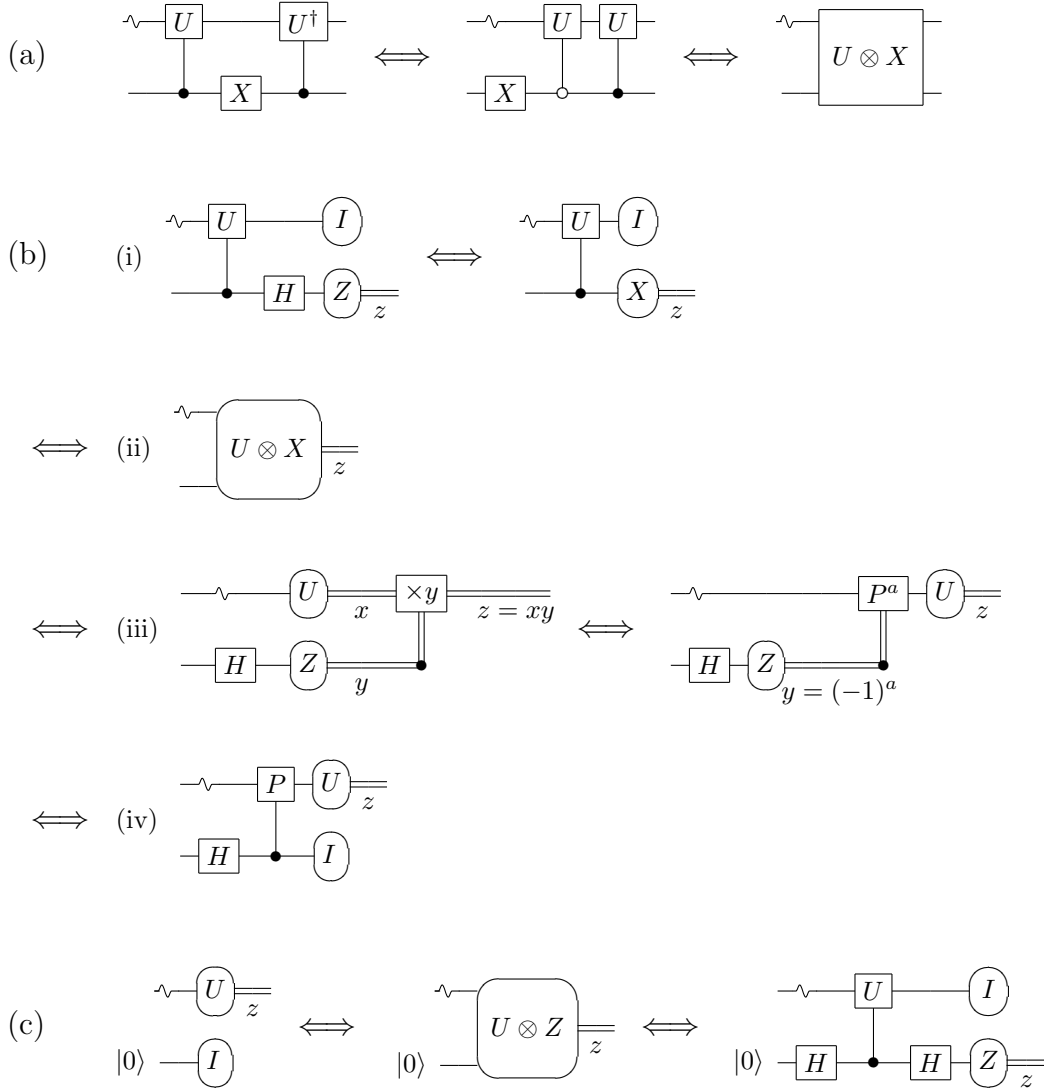 (a) U U† X ⟺ U U X ⟺ U ⊗ X
(b) (i) U I H Z z ⟺ U I X z
⟺ (ii) U ⊗ X z
⟺ (iii) U x ×y z = xy H Z y ⟺ P^a U z H Z y = (−1)^a
⟺ (iv) P U z H I
(c) U z |0⟩ I ⟺ |0⟩ U ⊗ Z z ⟺ U I |0⟩ H H Z z